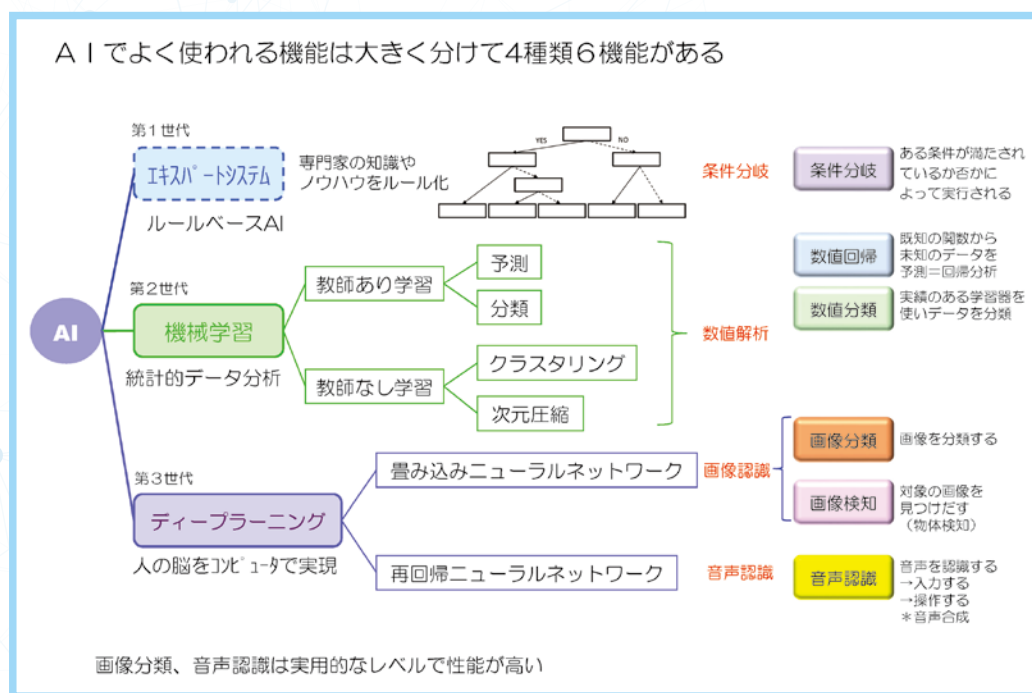 ＡＩでよく使われる機能は大きく分けて4種類６機能がある
第１世代
ｴｷｽﾊﾟｰﾄｼｽﾃﾑ
ルールベースAI
専門家の知識や
ノウハウをルール化
YES
NO
条件分岐
条件分岐
ある条件が満たされ
ているか否かに
よって実行される
AI
第２世代
機械学習
統計的データ分析
教師あり学習
予測
分類
教師なし学習
クラスタリング
次元圧縮
数値解析
数値回帰
既知の関数から
未知のデータを
予測＝回帰分析
数値分類
実績のある学習器を
使いデータを分類
第３世代
ディープラーニング
人の脳をｺﾝﾋﾟｭｰﾀで実現
畳み込みニューラルネットワーク
画像認識
画像分類
画像を分類する
画像検知
対象の画像を
見つけだす
（物体検知）
再回帰ニューラルネットワーク
音声認識
音声認識
音声を認識する
→入力する
→操作する
＊音声合成
画像分類、音声認識は実用的なレベルで性能が高い